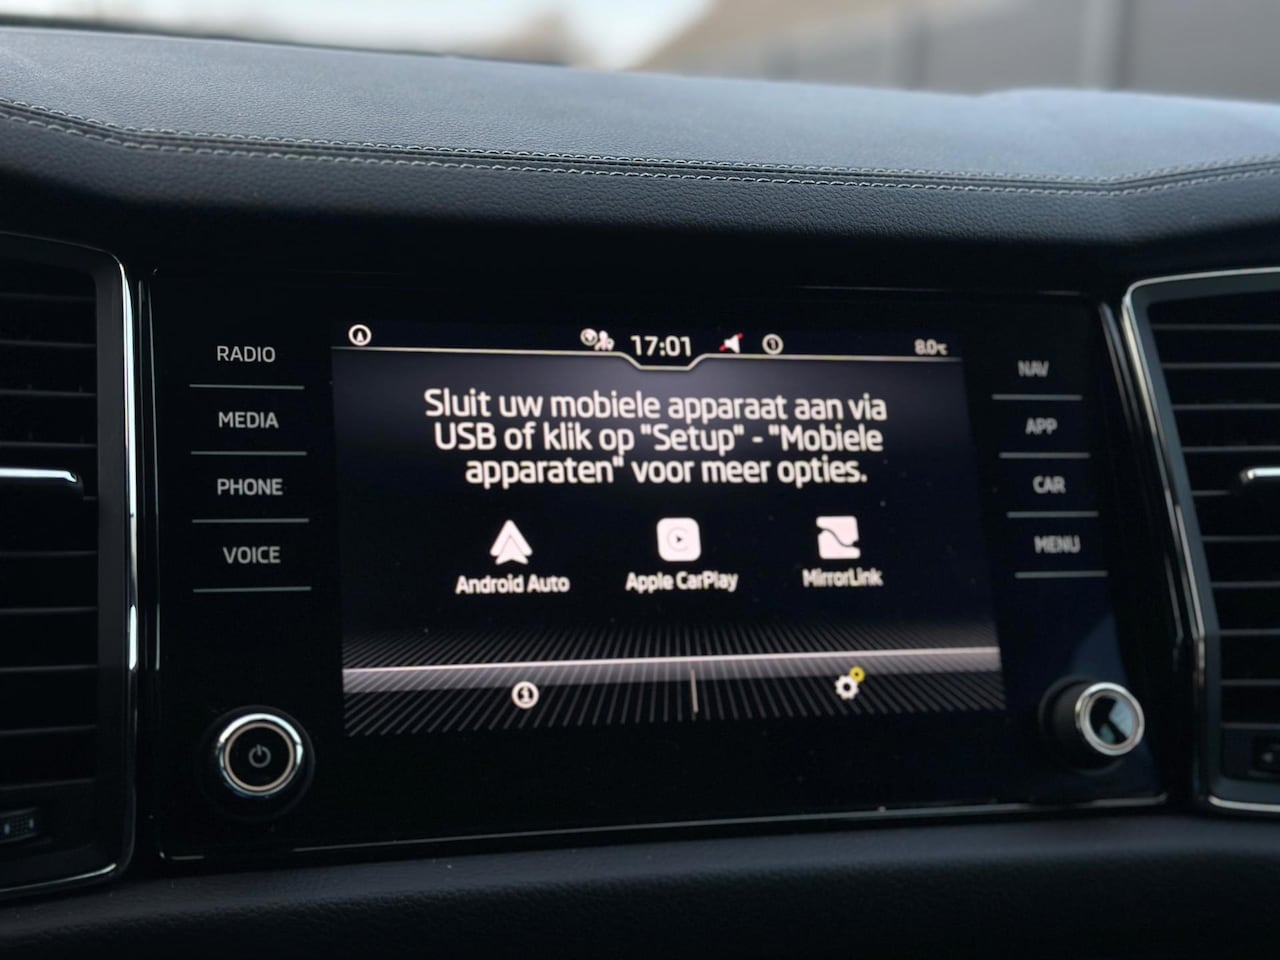 17:01
8.0°C
RADIO
MEDIA
PHONE
VOICE
Sluit uw mobiele apparaat aan via
USB of klik op "Setup" - "Mobiele
apparaten" voor meer opties.
Android Auto
Apple CarPlay
MirrorLink
NAV
APP
CAR
MENU